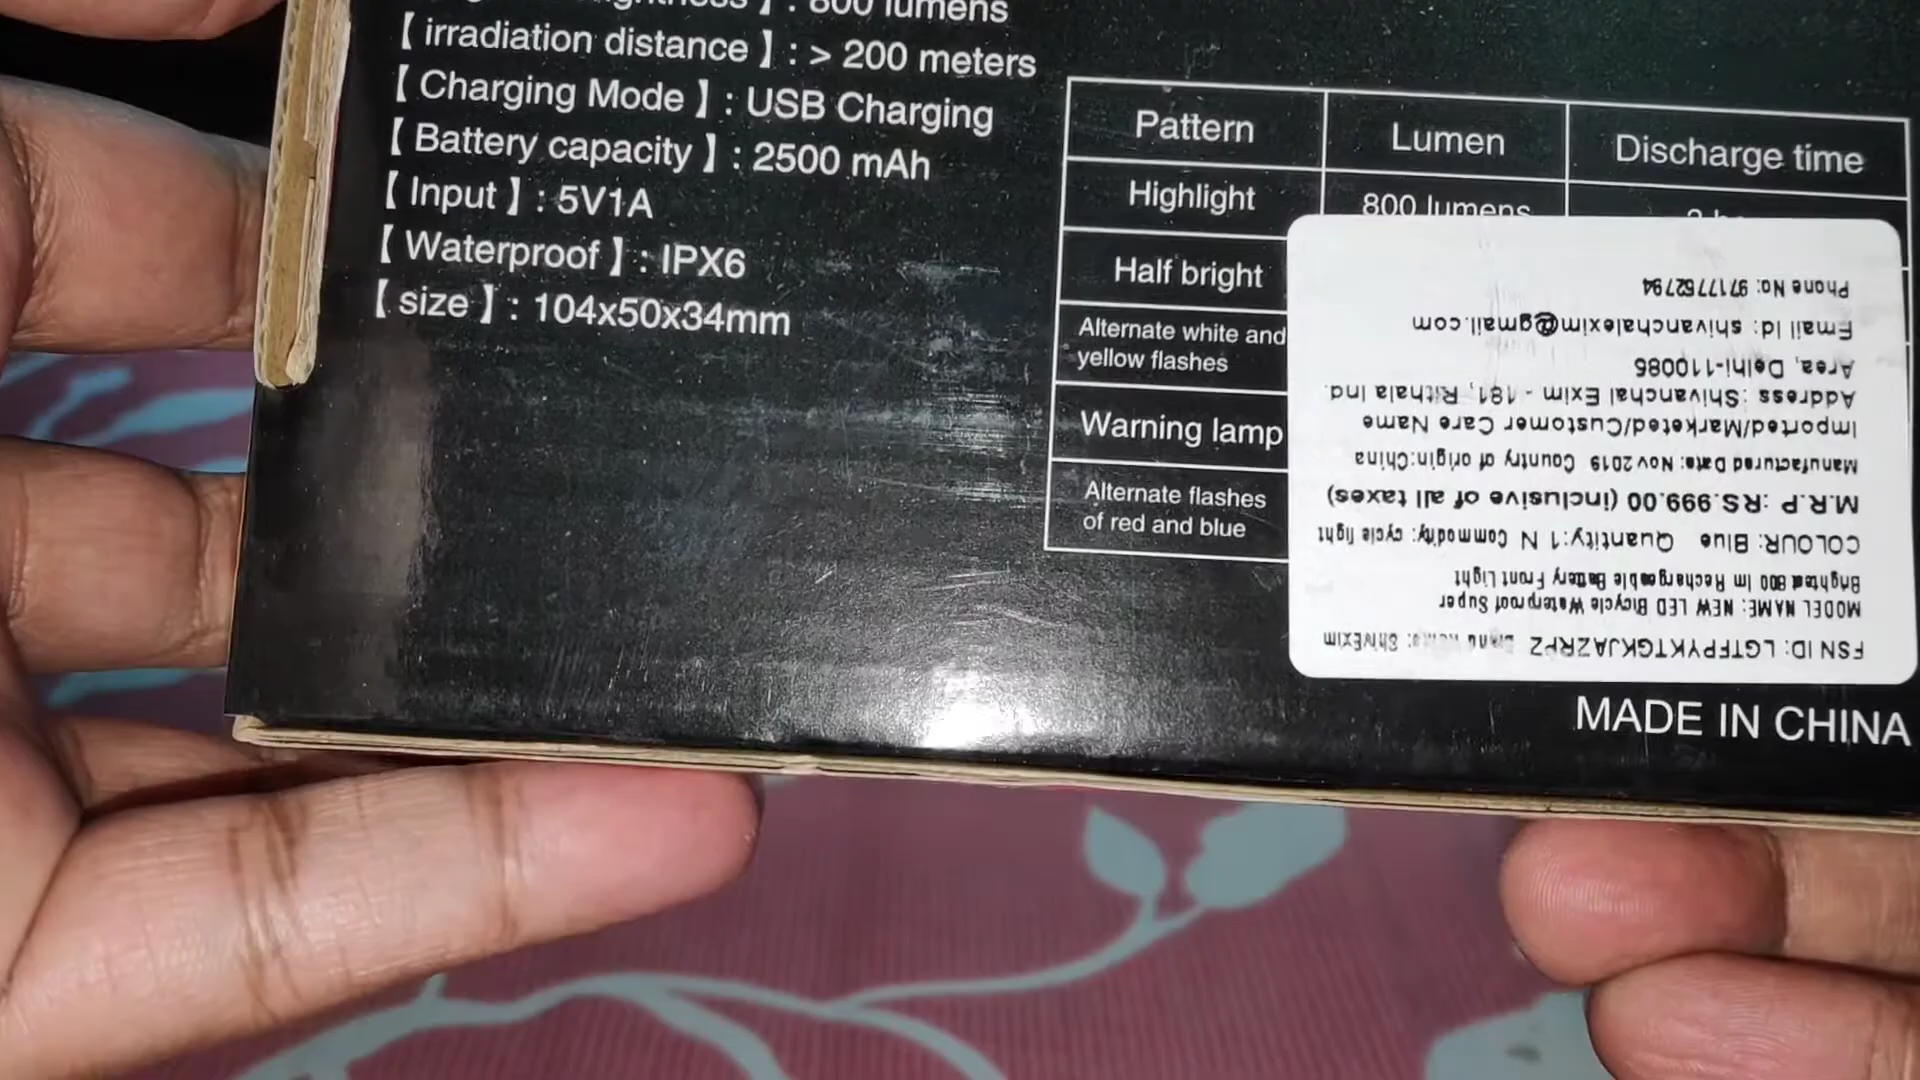 : 800 lumens
【 irradiation distance 】: > 200 meters
【 Charging Mode 】: USB Charging
【 Battery capacity 】: 2500 mAh
【 Input 】: 5V1A
【 Waterproof 】: IPX6
【 size 】: 104x50x34mm
Pattern Lumen Discharge time
Highlight 800 lumens
Half bright
Alternate white and
yellow flashes
Warning lamp
Alternate flashes
of red and blue
FSN ID: LGTFPYKTGKJAZRPZ ShivExim
MODEL NAME: NEW LED Bicycle Waterproof Super
Brightest 800 lm Rechargeable Battery Front Light
COLOUR: Blue Quantity:1 N Commodity: cycle light
M.R.P :RS.999.00 (inclusive of all taxes)
Manufactured Date: Nov 2019 Country of origin:China
Imported/Marketed/Customer Care Name
Address :Shivanchal Exim - 181, Rithala Ind.
Area, Delhi-110085
Email Id: shivanchalexim@gmail.com
Phone No: 9717752794
MADE IN CHINA